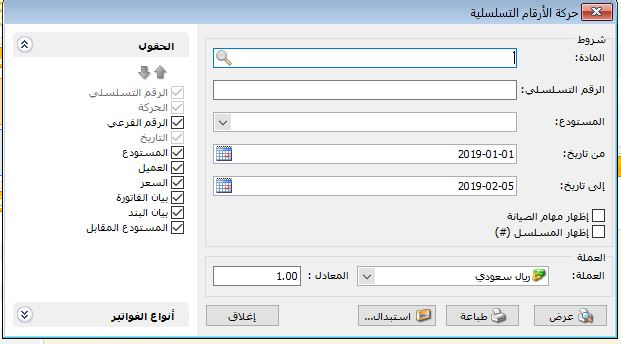 حركة الأرقام التسلسلية
شروط
المادة:
الرقم التسلسلي:
المستودع:
من تاريخ: 2019-01-01
إلى تاريخ: 2019-02-05
إظهار مهام الصيانة
إظهار المسلسل (#)
العملة
العملة: ريال سعودي المعادل : 1.00
عرض طباعة استبدال... إغلاق
الحقول
الرقم التسلسلي
الحركة
الرقم الفرعي
التاريخ
المستودع
العميل
السعر
بيان الفاتورة
بيان البند
المستودع المقابل
أنواع الفواتير